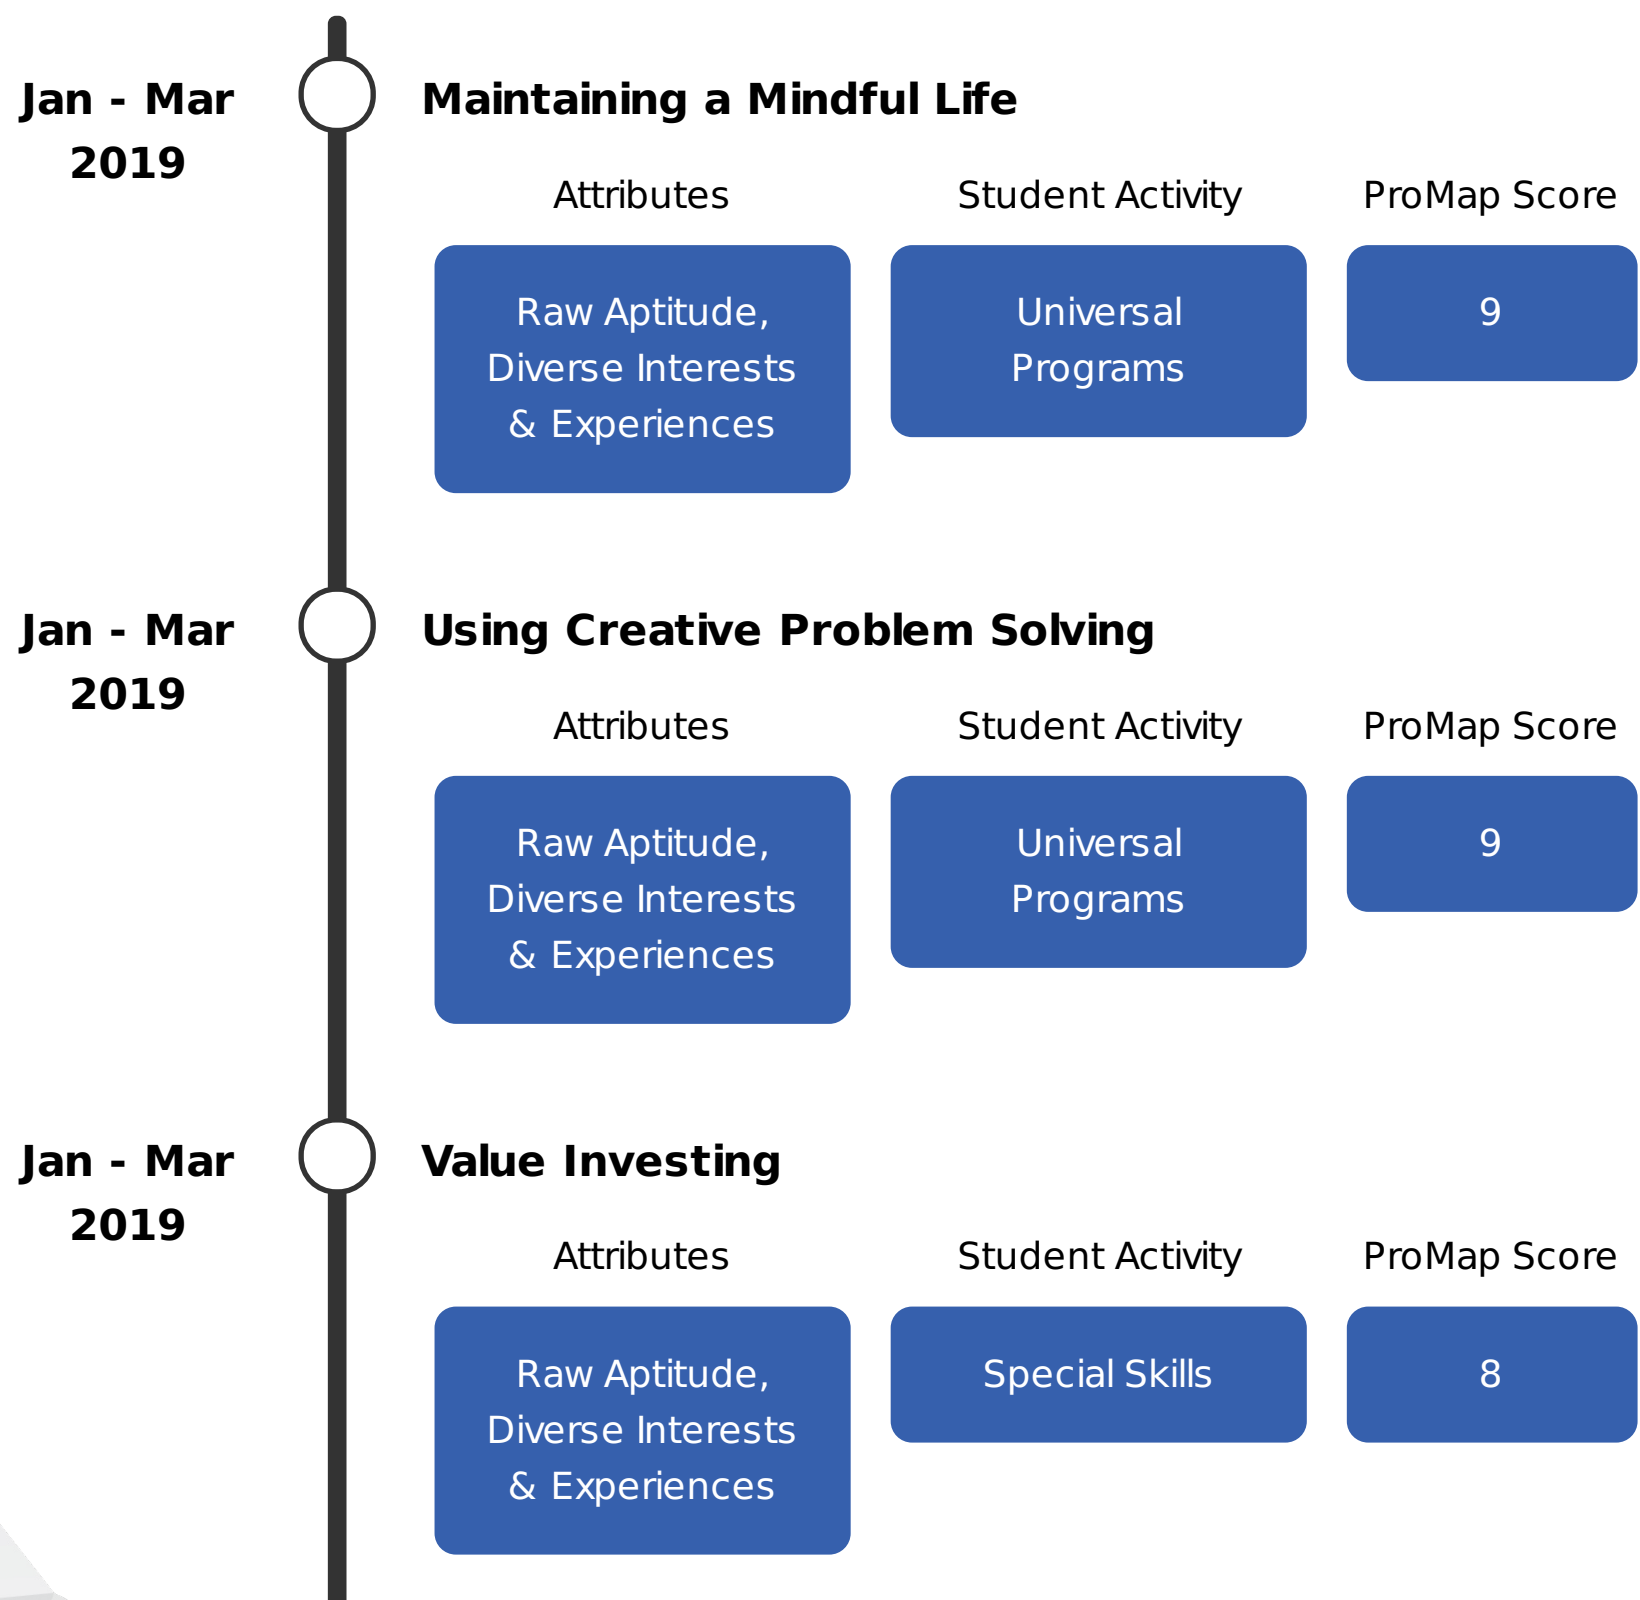 Jan - Mar
2019
Maintaining a Mindful Life
Attributes
Student Activity
ProMap Score
Raw Aptitude,
Diverse Interests
& Experiences
Universal
Programs
9
Jan - Mar
2019
Using Creative Problem Solving
Attributes
Student Activity
ProMap Score
Raw Aptitude,
Diverse Interests
& Experiences
Universal
Programs
9
Jan - Mar
2019
Value Investing
Attributes
Student Activity
ProMap Score
Raw Aptitude,
Diverse Interests
& Experiences
Special Skills
8